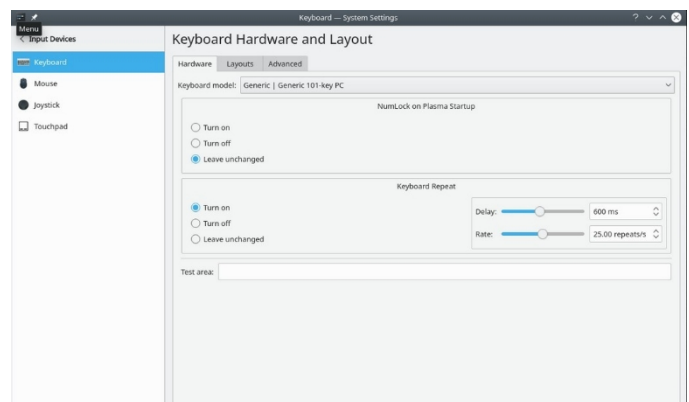 Keyboard — System Settings
Menu
Input Devices
Keyboard Hardware and Layout
Keyboard
Mouse
Joystick
Touchpad
Hardware Layouts Advanced
Keyboard model: Generic | Generic 101-key PC
NumLock on Plasma Startup
Turn on
Turn off
Leave unchanged
Keyboard Repeat
Turn on
Turn off
Leave unchanged
Delay: 600 ms
Rate: 25.00 repeats/s
Test area: